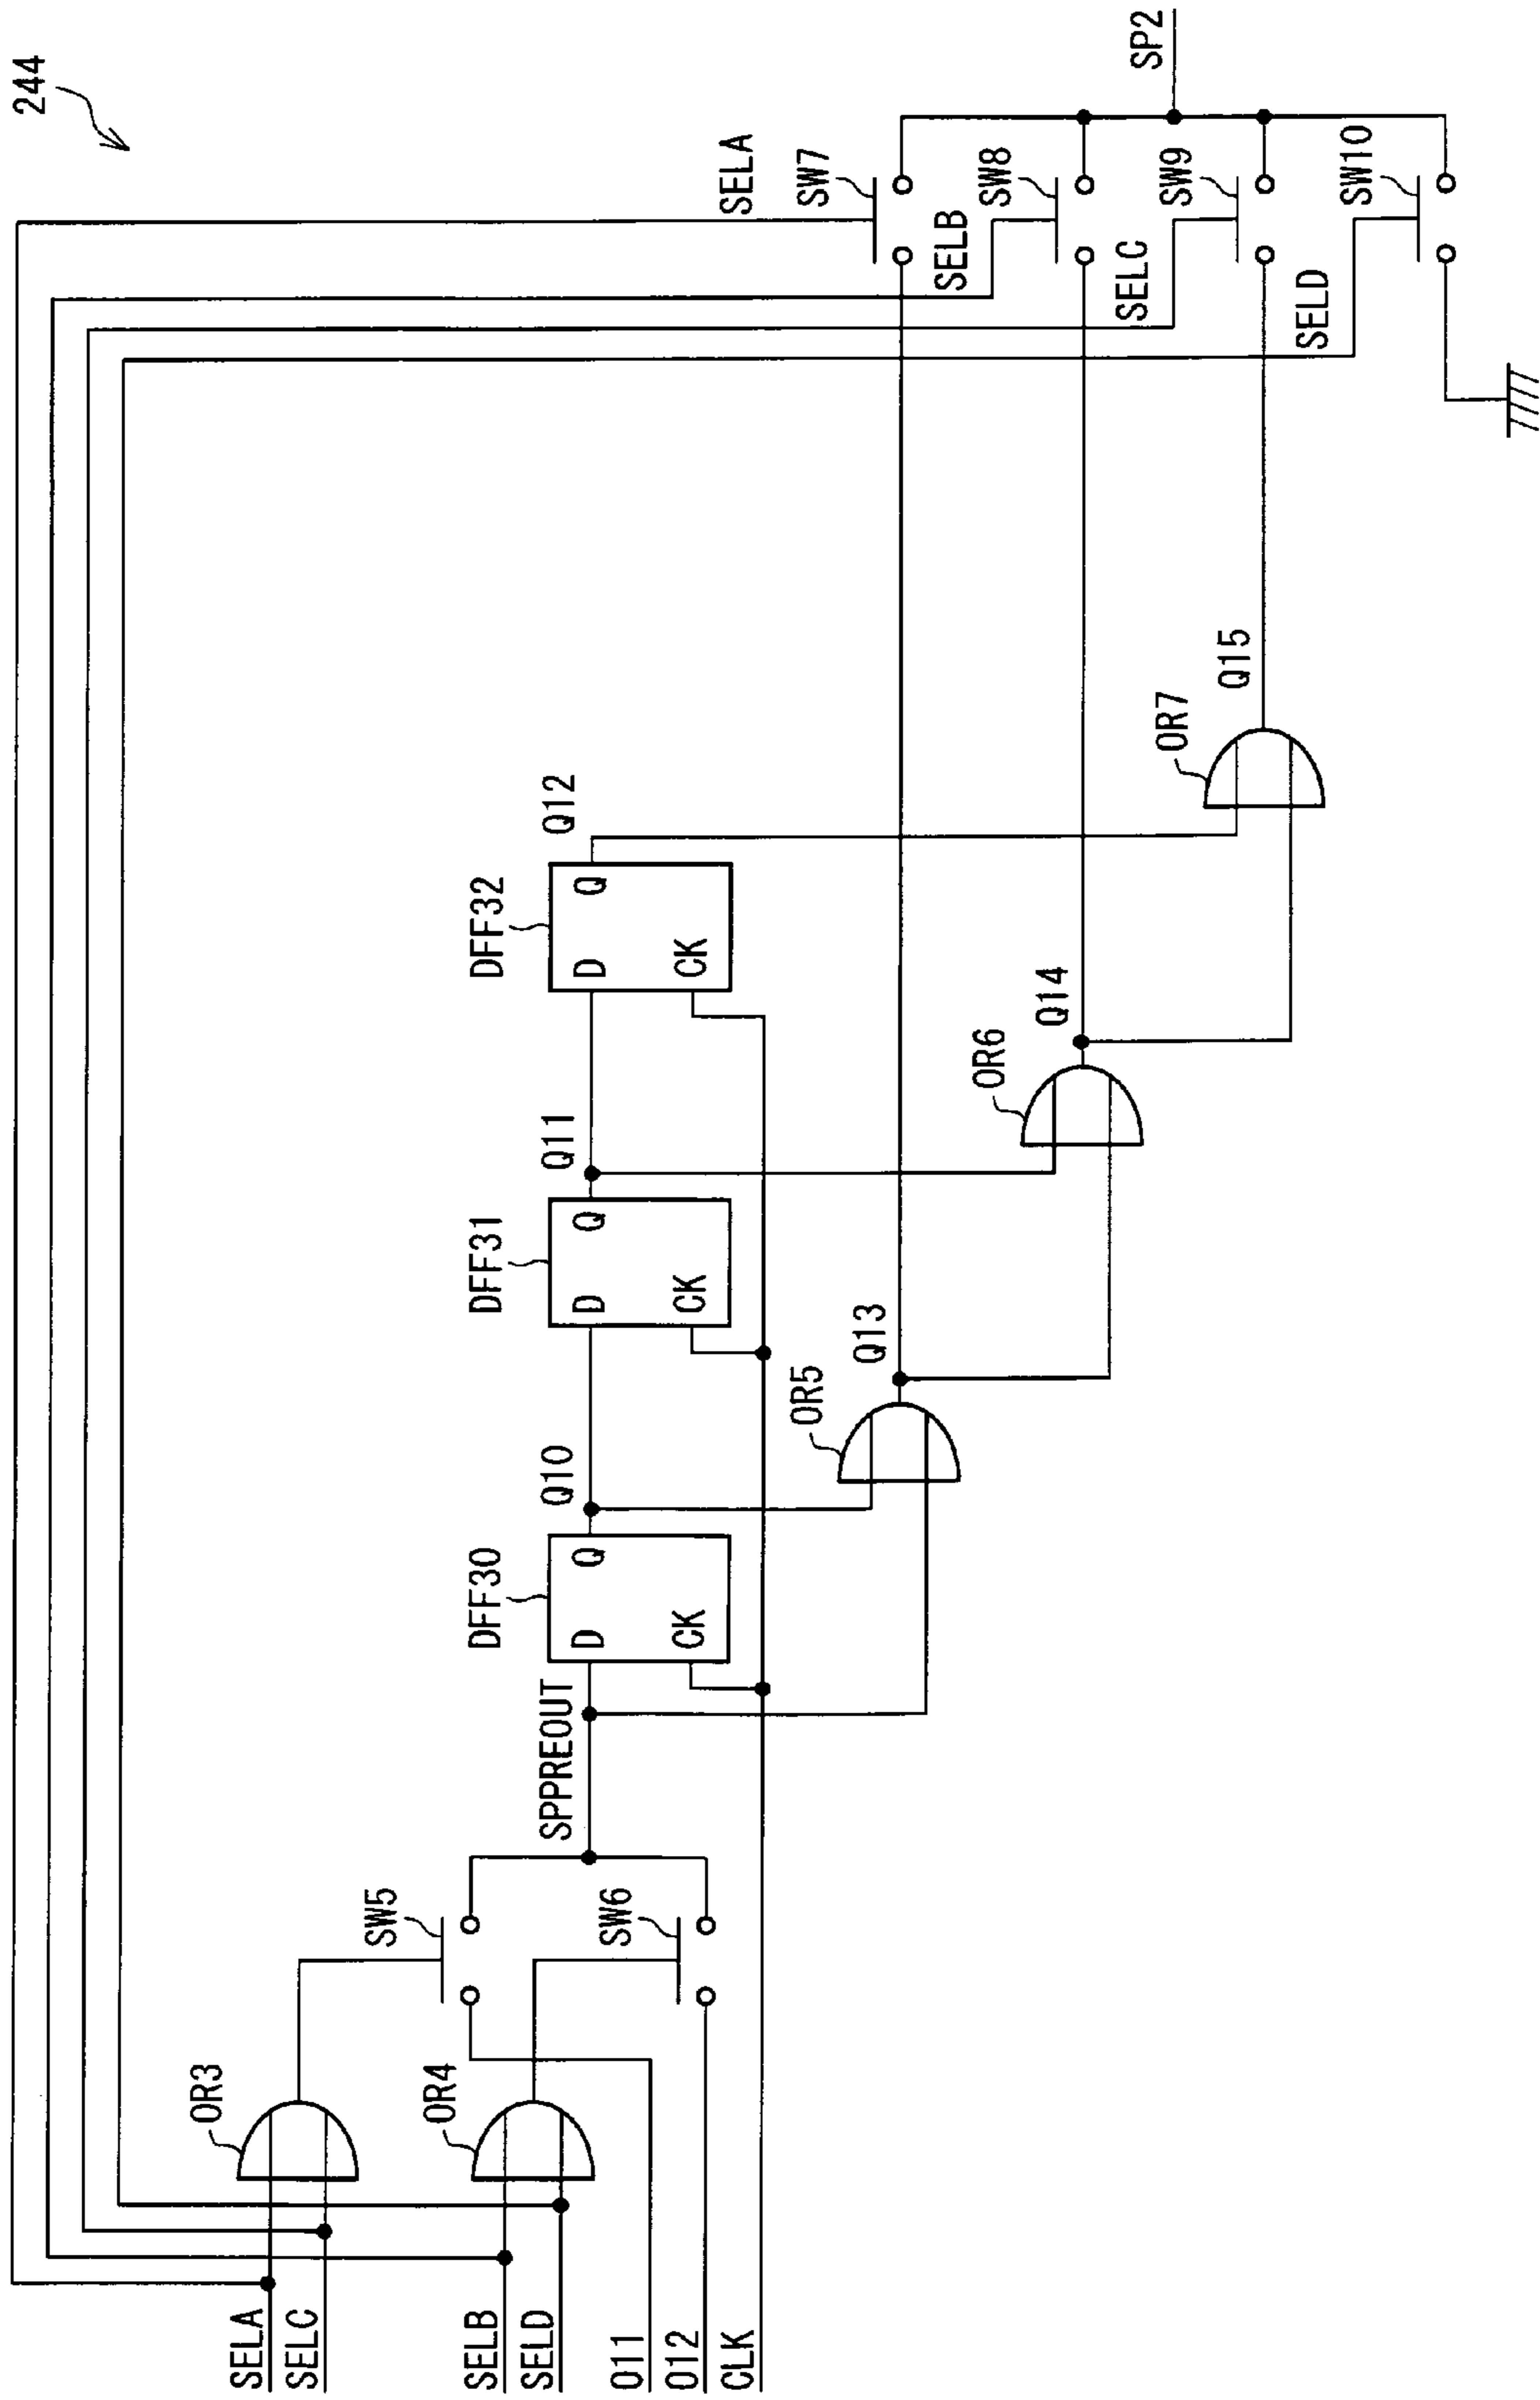 244
SELA
SELC
SELB
SELD
O11
O12
CLK
OR3
OR4
SW5
SW6
SPPREOUT
DFF30
D
Q
CK
Q10
DFF31
D
Q
CK
Q11
DFF32
D
Q
CK
Q12
OR5
Q13
OR6
Q14
OR7
Q15
SELA
SW7
SELB
SW8
SELC
SW9
SELD
SW10
SP2